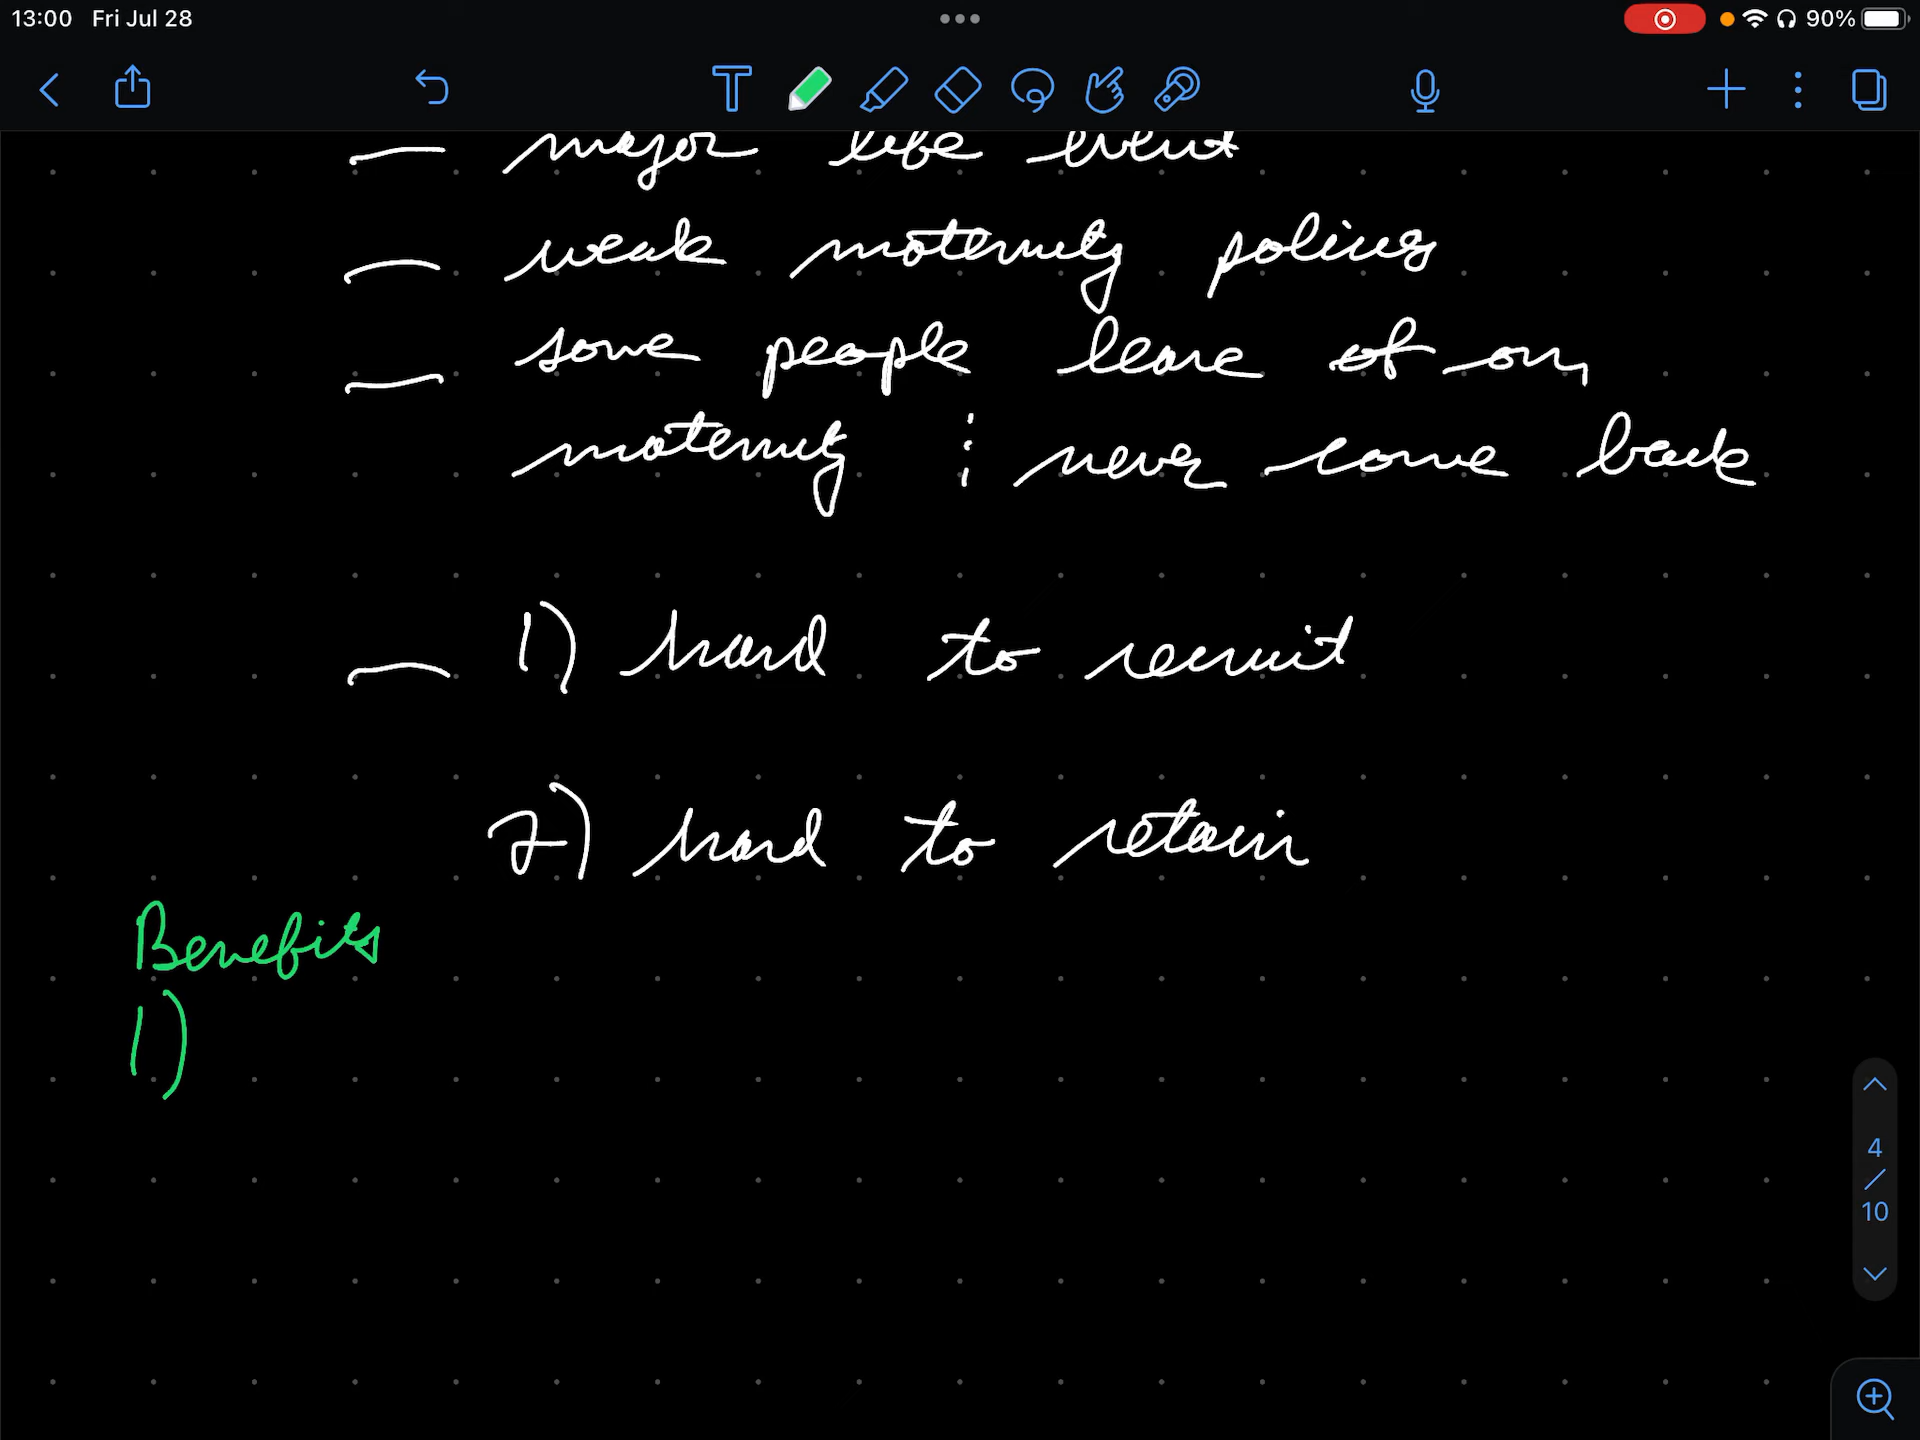 13:00 Fri Jul 28
90%
— major life event
— weak maternity policies
— some people leave of on
maternity ; never come back
— 1) hard to recruit
2) hard to retain
Benefits
1)
4
/
10